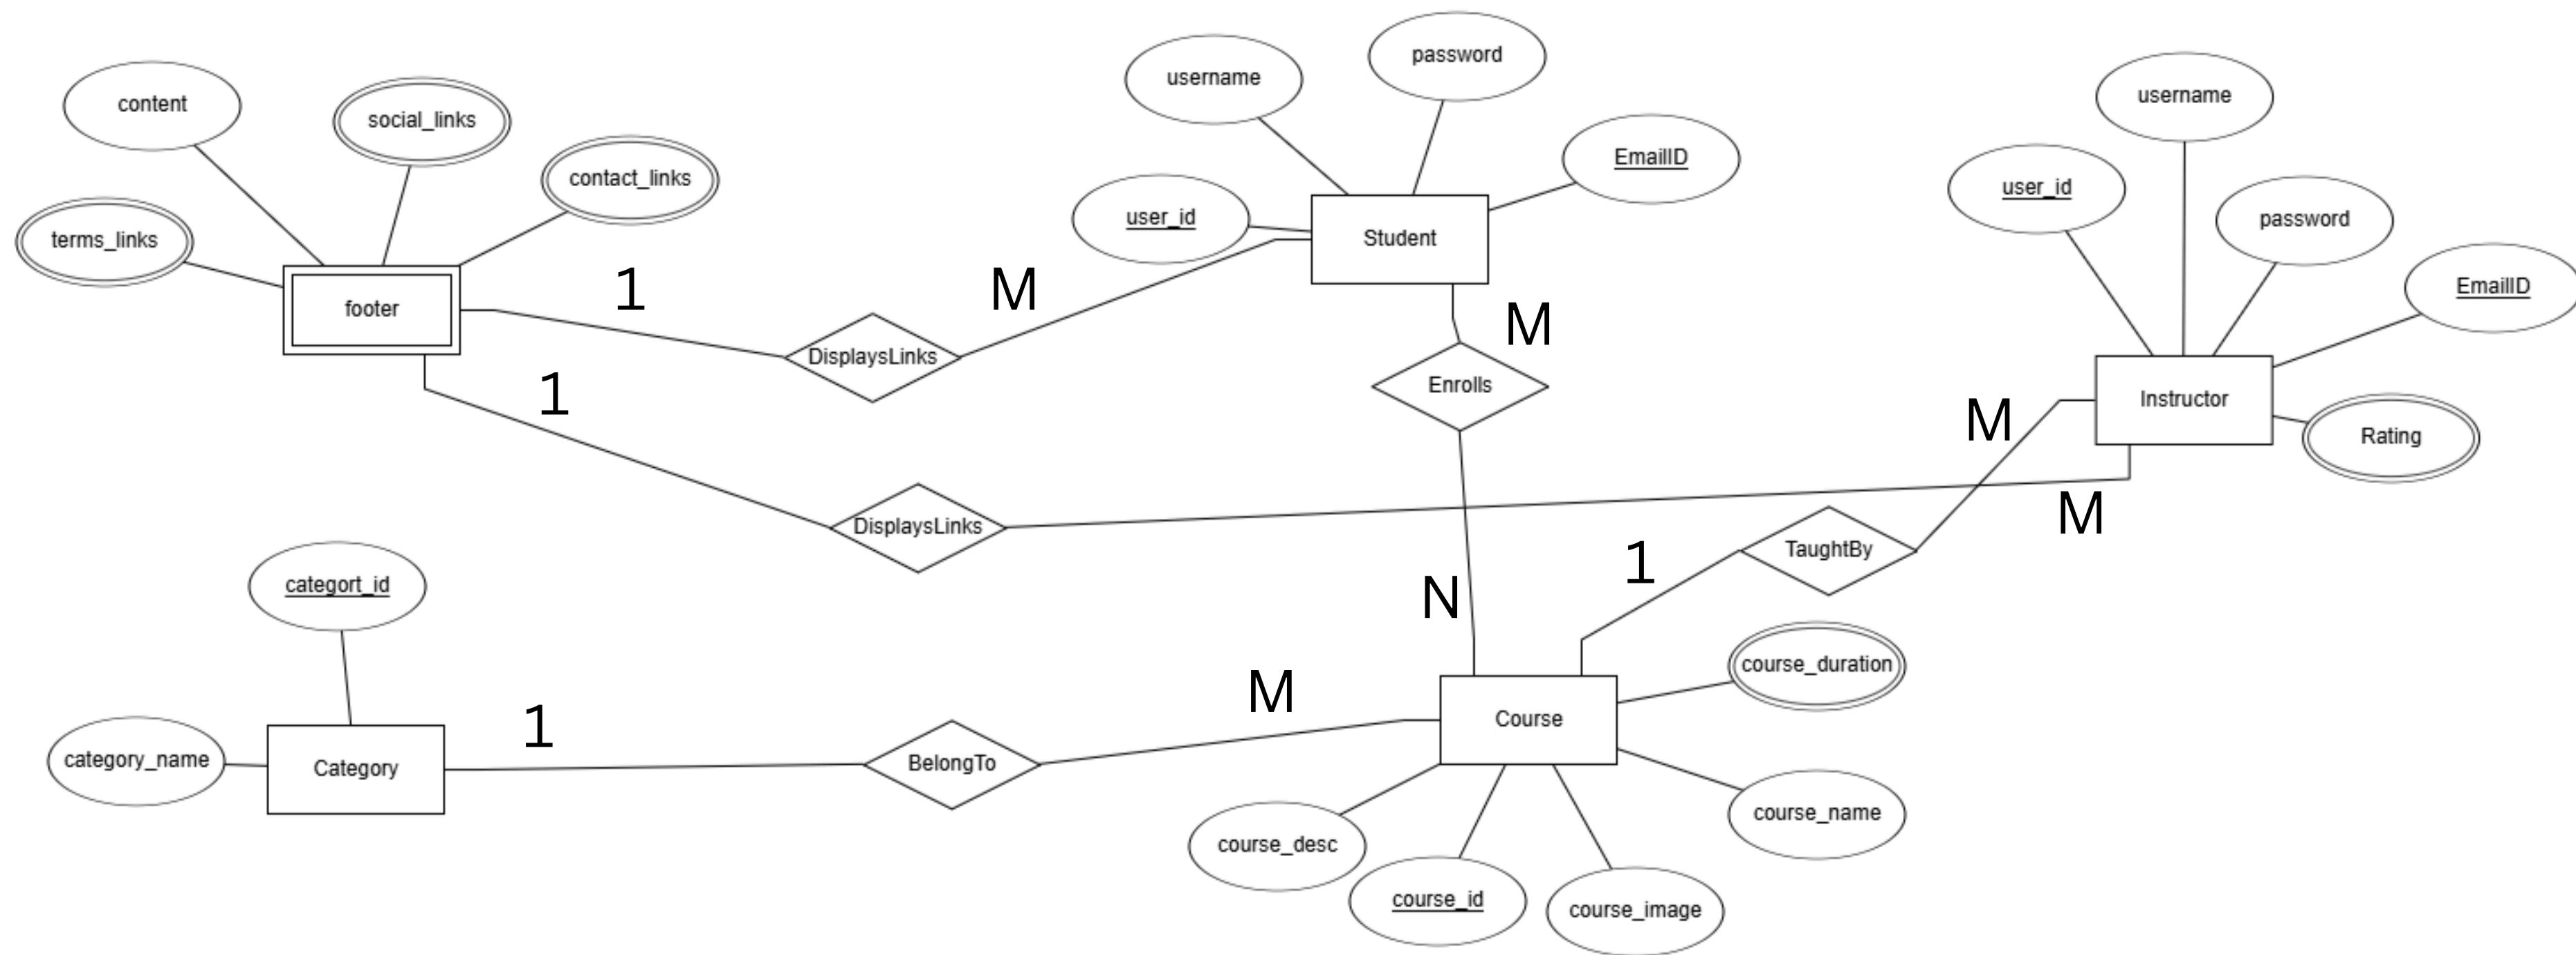 content
social_links
contact_links
terms_links
footer
1
M
DisplaysLinks
username
password
EmailID
user_id
Student
M
Enrolls
N
username
user_id
password
EmailID
Instructor
Rating
M
M
1
DisplaysLinks
TaughtBy
1
categort_id
category_name
Category
1
BelongTo
M
Course
course_duration
course_name
course_desc
course_id
course_image